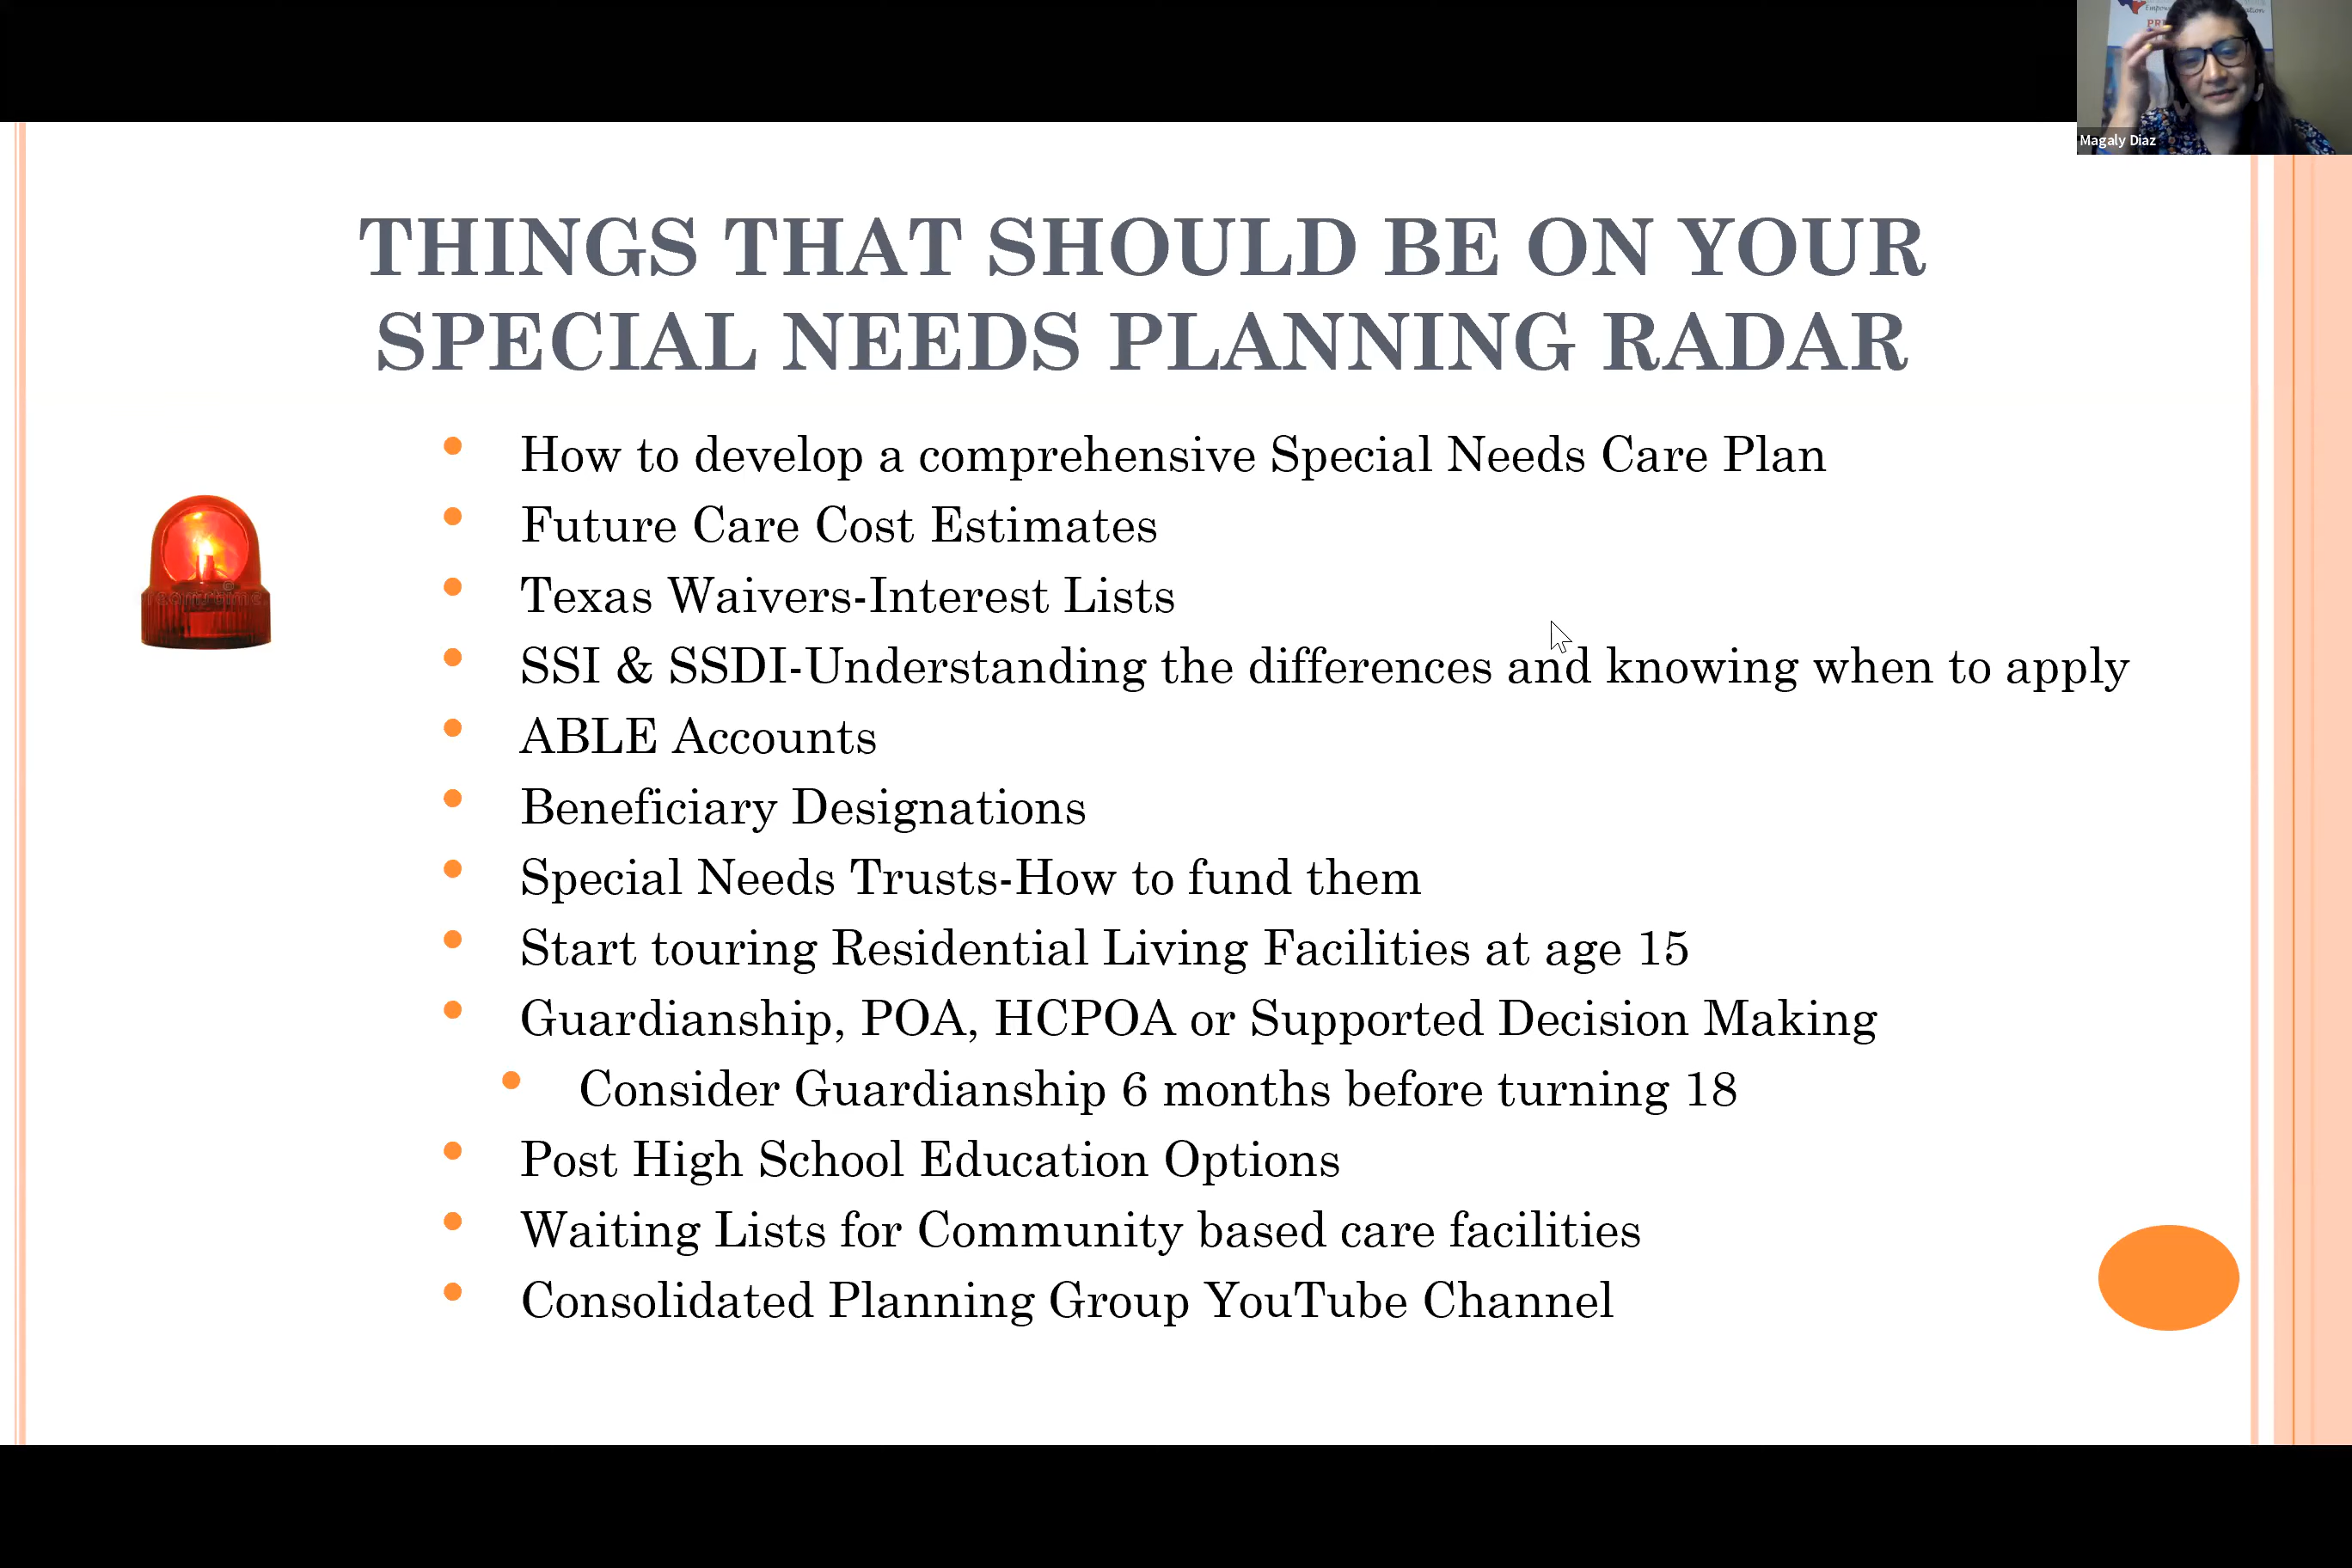 THINGS THAT SHOULD BE ON YOUR
SPECIAL NEEDS PLANNING RADAR
• How to develop a comprehensive Special Needs Care Plan
• Future Care Cost Estimates
• Texas Waivers-Interest Lists
• SSI & SSDI-Understanding the differences and knowing when to apply
• ABLE Accounts
• Beneficiary Designations
• Special Needs Trusts-How to fund them
• Start touring Residential Living Facilities at age 15
• Guardianship, POA, HCPOA or Supported Decision Making
• Consider Guardianship 6 months before turning 18
• Post High School Education Options
• Waiting Lists for Community based care facilities
• Consolidated Planning Group YouTube Channel
Magaly Diaz